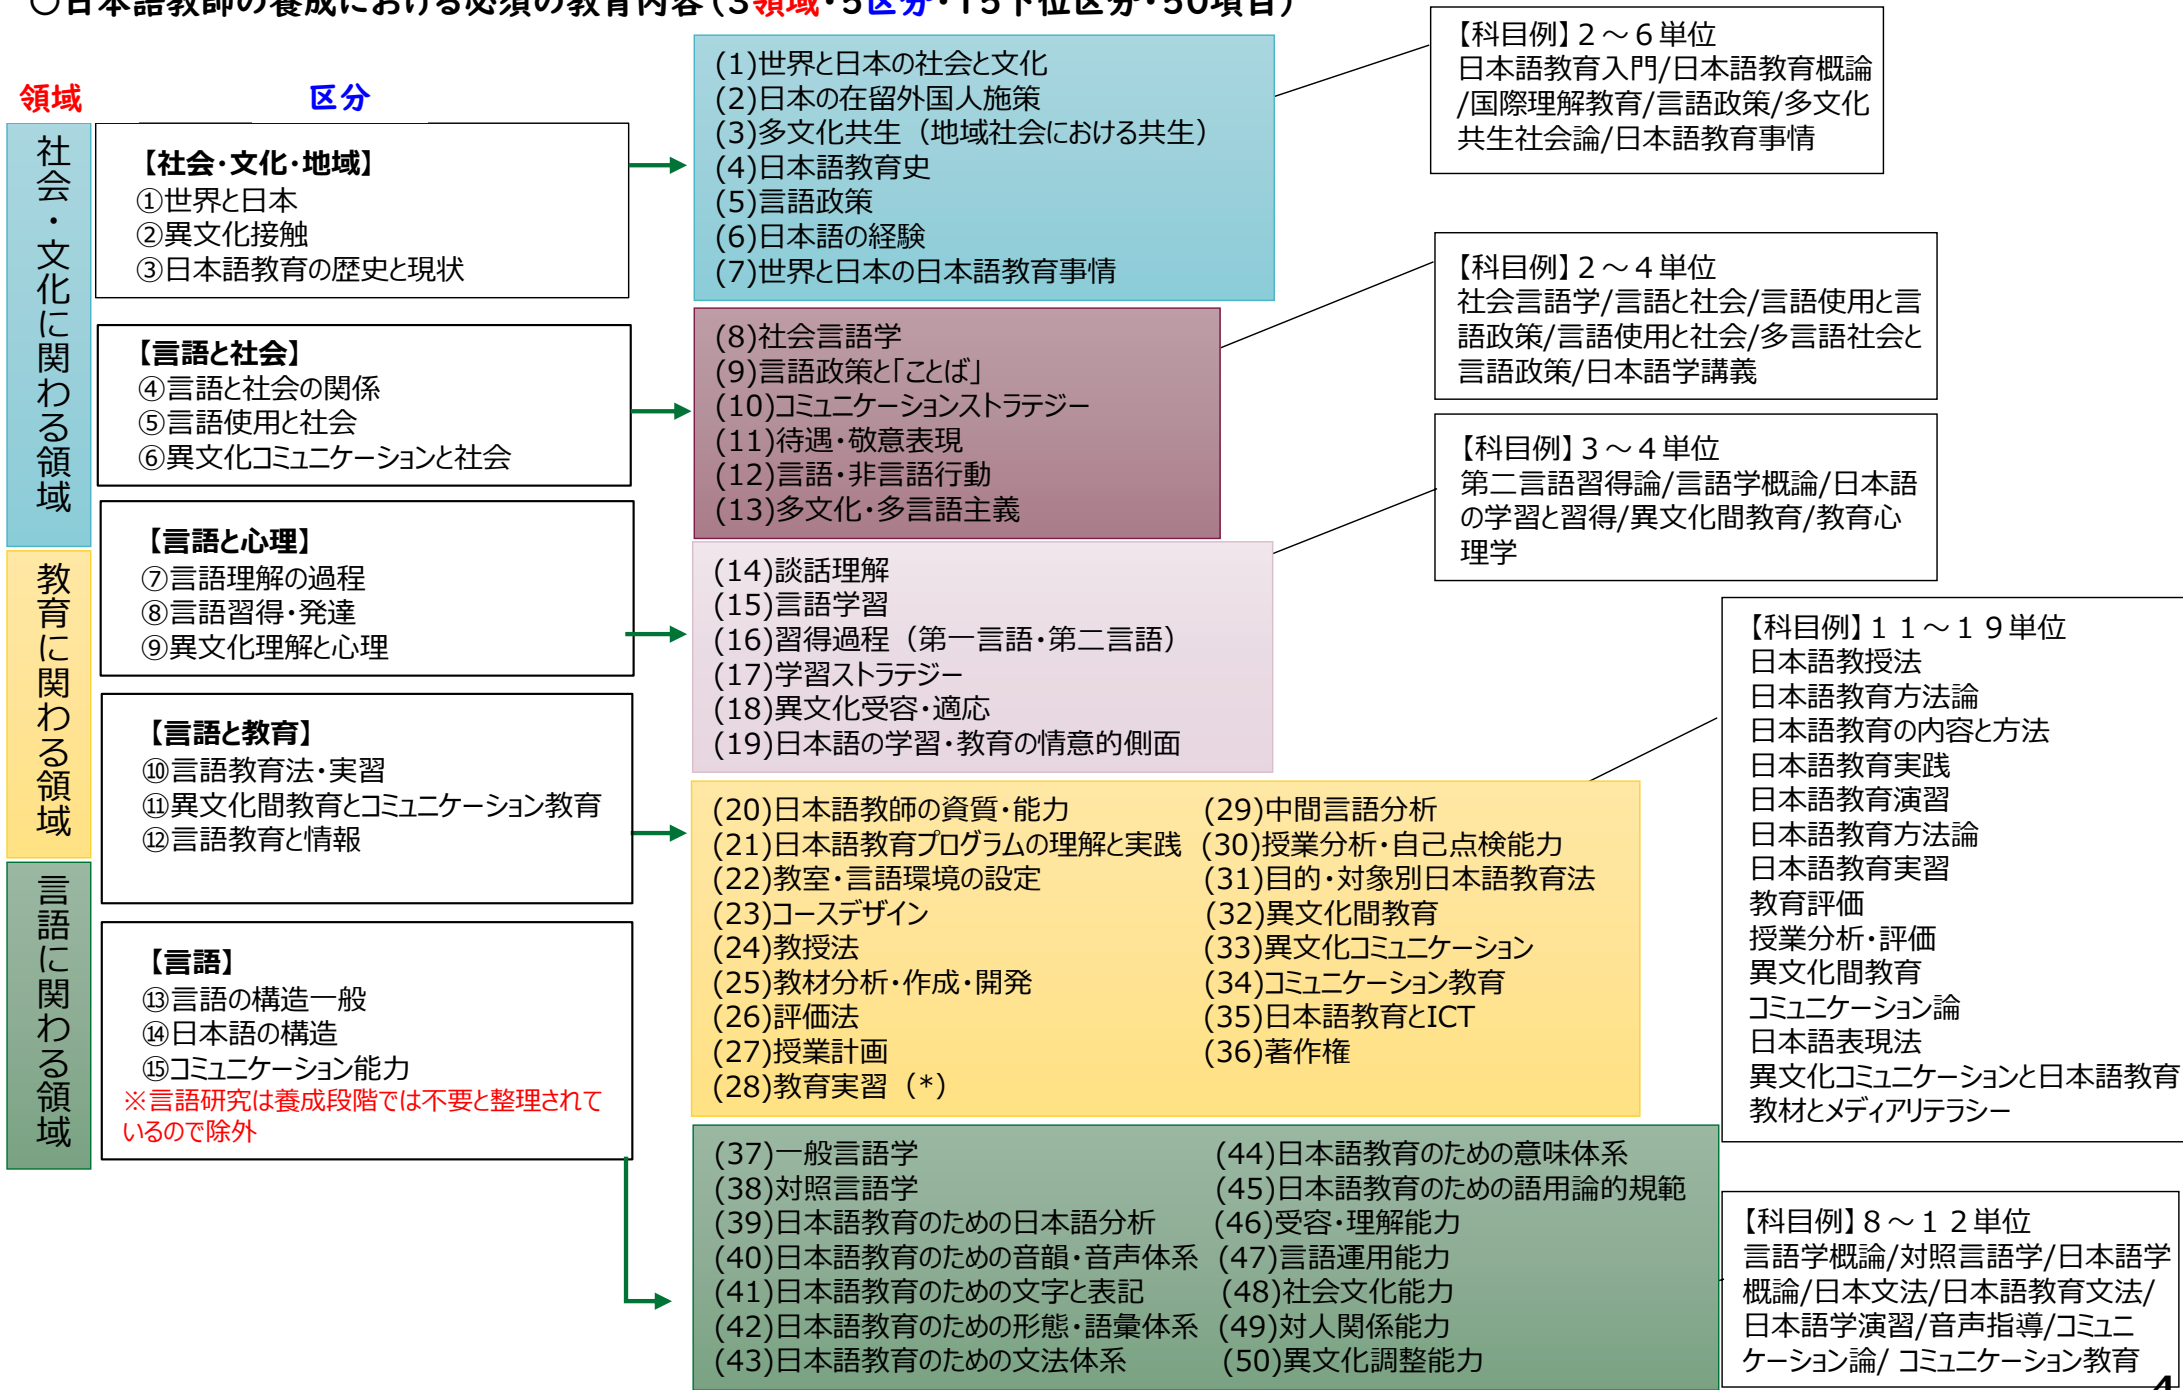 ○日本語教師の養成における必須の教育内容（3領域・5区分・15下位区分・50項目）
領域
区分
社会・文化に関わる領域
【社会・文化・地域】
①世界と日本
②異文化接触
③日本語教育の歴史と現状
【言語と社会】
④言語と社会の関係
⑤言語使用と社会
⑥異文化コミュニケーションと社会
教育に関わる領域
【言語と心理】
⑦言語理解の過程
⑧言語習得・発達
⑨異文化理解と心理
【言語と教育】
⑩言語教育法・実習
⑪異文化間教育とコミュニケーション教育
⑫言語教育と情報
言語に関わる領域
【言語】
⑬言語の構造一般
⑭日本語の構造
⑮コミュニケーション能力
※言語研究は養成段階では不要と整理されて
いるので除外
(1)世界と日本の社会と文化
(2)日本の在留外国人施策
(3)多文化共生（地域社会における共生）
(4)日本語教育史
(5)言語政策
(6)日本語の経験
(7)世界と日本の日本語教育事情
(8)社会言語学
(9)言語政策と「ことば」
(10)コミュニケーションストラテジー
(11)待遇・敬意表現
(12)言語・非言語行動
(13)多文化・多言語主義
(14)談話理解
(15)言語学習
(16)習得過程（第一言語・第二言語）
(17)学習ストラテジー
(18)異文化受容・適応
(19)日本語の学習・教育の情意的側面
(20)日本語教師の資質・能力
(21)日本語教育プログラムの理解と実践
(22)教室・言語環境の設定
(23)コースデザイン
(24)教授法
(25)教材分析・作成・開発
(26)評価法
(27)授業計画
(28)教育実習（*）
(29)中間言語分析
(30)授業分析・自己点検能力
(31)目的・対象別日本語教育法
(32)異文化間教育
(33)異文化コミュニケーション
(34)コミュニケーション教育
(35)日本語教育とICT
(36)著作権
(37)一般言語学
(38)対照言語学
(39)日本語教育のための日本語分析
(40)日本語教育のための音韻・音声体系
(41)日本語教育のための文字と表記
(42)日本語教育のための形態・語彙体系
(43)日本語教育のための文法体系
(44)日本語教育のための意味体系
(45)日本語教育のための語用論的規範
(46)受容・理解能力
(47)言語運用能力
(48)社会文化能力
(49)対人関係能力
(50)異文化調整能力
【科目例】２～６単位
日本語教育入門/日本語教育概論
/国際理解教育/言語政策/多文化
共生社会論/日本語教育事情
【科目例】２～４単位
社会言語学/言語と社会/言語使用と言
語政策/言語使用と社会/多言語社会と
言語政策/日本語学講義
【科目例】３～４単位
第二言語習得論/言語学概論/日本語
の学習と習得/異文化間教育/教育心
理学
【科目例】１１～１９単位
日本語教授法
日本語教育方法論
日本語教育の内容と方法
日本語教育実践
日本語教育演習
日本語教育方法論
日本語教育実習
教育評価
授業分析・評価
異文化間教育
コミュニケーション論
日本語表現法
異文化コミュニケーションと日本語教育
教材とメディアリテラシー
【科目例】８～１２単位
言語学概論/対照言語学/日本語学
概論/日本文法/日本語教育文法/
日本語学演習/音声指導/コミュニ
ケーション論/ コミュニケーション教育
4